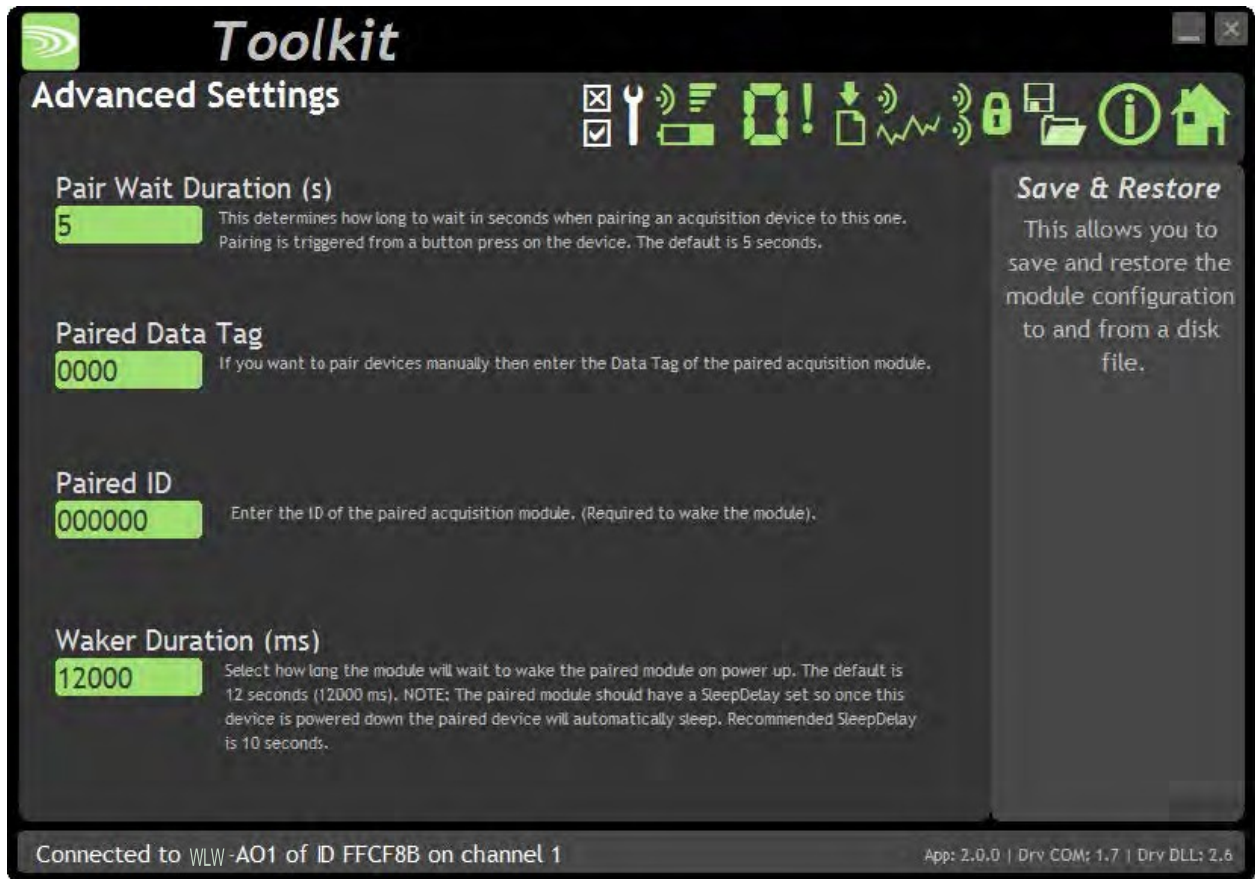 Toolkit
Advanced Settings
Pair Wait Duration (s)
5
This determines how long to wait in seconds when pairing an acquisition device to this one.
Pairing is triggered from a button press on the device. The default is 5 seconds.
Paired Data Tag
0000
If you want to pair devices manually then enter the Data Tag of the paired acquisition module.
Paired ID
000000
Enter the ID of the paired acquisition module. (Required to wake the module).
Waker Duration (ms)
12000
Select how long the module will wait to wake the paired module on power up. The default is
12 seconds (12000 ms). NOTE: The paired module should have a SleepDelay set so once this
device is powered down the paired device will automatically sleep. Recommended SleepDelay
is 10 seconds.
Save & Restore
This allows you to
save and restore the
module configuration
to and from a disk
file.
Connected to WLW-AO1 of ID FFCF8B on channel 1
App: 2.0.0 | Drv COM: 1.7 | Drv DLL: 2.6